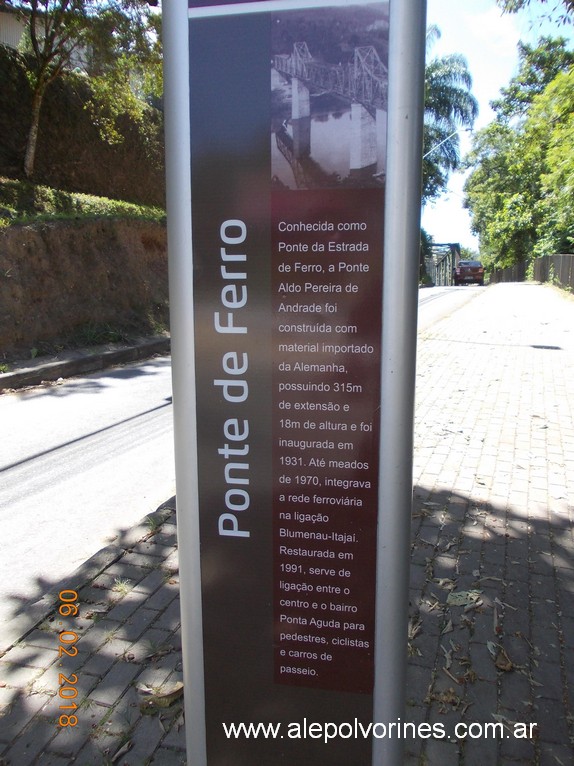 Ponte de Ferro
Conhecida como
Ponte da Estrada
de Ferro, a Ponte
Aldo Pereira de
Andrade foi
construída com
material importado
da Alemanha,
possuindo 315m
de extensão e
18m de altura e foi
inaugurada em
1931. Até meados
de 1970, integrava
a rede ferroviária
na ligação
Blumenau-Itajaí.
Restaurada em
1991, serve de
ligação entre o
centro e o bairro
Ponta Aguda para
pedestres, ciclistas
e carros de
passeio.
06 02 2018
www.alepolvorines.com.ar